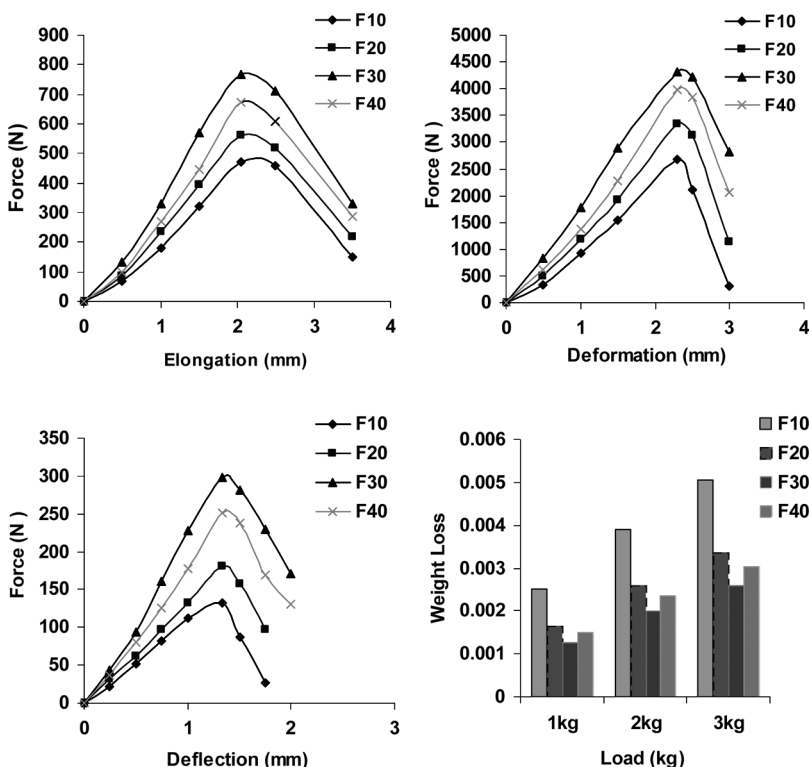 Force (N)
900
800
700
600
500
400
300
200
100
0
0 1 2 3 4
Elongation (mm)
F10
F20
F30
F40
Force (N )
5000
4500
4000
3500
3000
2500
2000
1500
1000
500
0
0 1 2 3 4
Deformation (mm)
F10
F20
F30
F40
Force (N )
350
300
250
200
150
100
50
0
0 1 2 3
Deflection (mm)
F10
F20
F30
F40
Weight Loss
0.006
0.005
0.004
0.003
0.002
0.001
0
1kg 2kg 3kg
Load (kg)
F10
F20
F30
F40